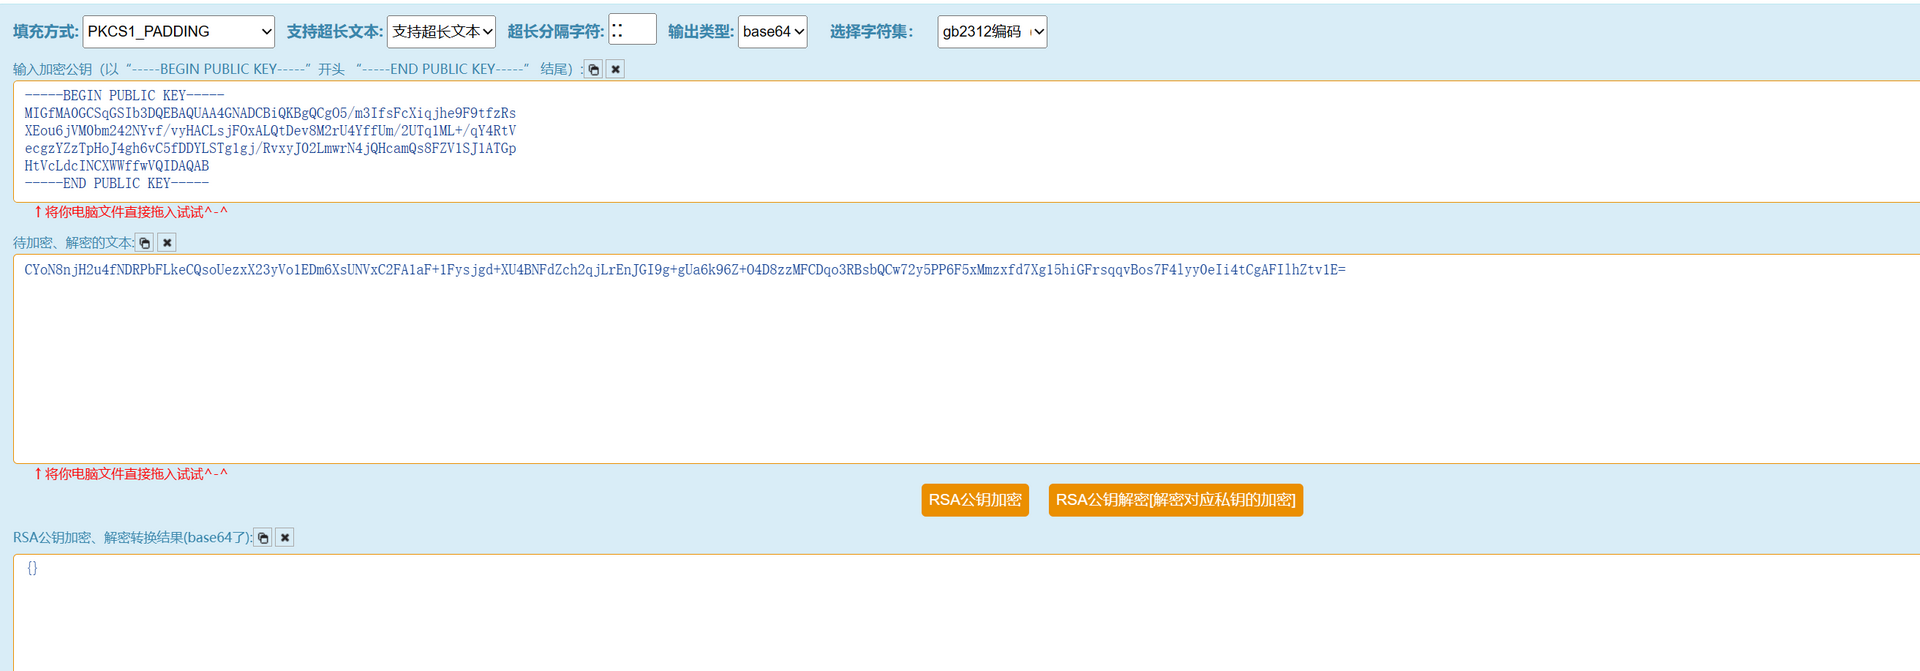 填充方式: PKCS1_PADDING 支持超长文本: 支持超长文本 超长分隔字符: :: 输出类型: base64 选择字符集: gb2312编码
输入加密公钥（以“-----BEGIN PUBLIC KEY-----”开头 “-----END PUBLIC KEY-----” 结尾）:
-----BEGIN PUBLIC KEY-----
MIGfMA0GCSqGSIb3DQEBAQUAA4GNADCBiQKBgQCgO5/m3IfsFcXiqjhe9F9tfzRs
XEou6jVMObm242NYvf/vyHACLsjFOxALQtDev8M2rU4YffUm/2UTq1ML+/qY4RtV
ecgzYZzTpHoJ4gh6vC5fDDYLSTglgj/RvxyJO2LmwrN4jQHcamQs8FZV1SJ1ATGp
HtVcLdcINCXWWffwVQIDAQAB
-----END PUBLIC KEY-----
↑将你电脑文件直接拖入试试^-^
待加密、解密的文本:
CYoN8njH2u4fNDRPbFLkeCQsoUezxX23yVo1EDm6XsUNVxC2FA1aF+1Fysjgd+XU4BNFdZch2qjLrEnJGI9g+gUa6k96Z+O4D8zzMFCDqo3RBsbQCw72y5PP6F5xMmzxfd7Xg15hiGFrsqqvBos7F4lyy0eIi4tCgAFIlhZtv1E=
↑将你电脑文件直接拖入试试^-^
RSA公钥加密 RSA公钥解密[解密对应私钥的加密]
RSA公钥加密、解密转换结果(base64了):
{}